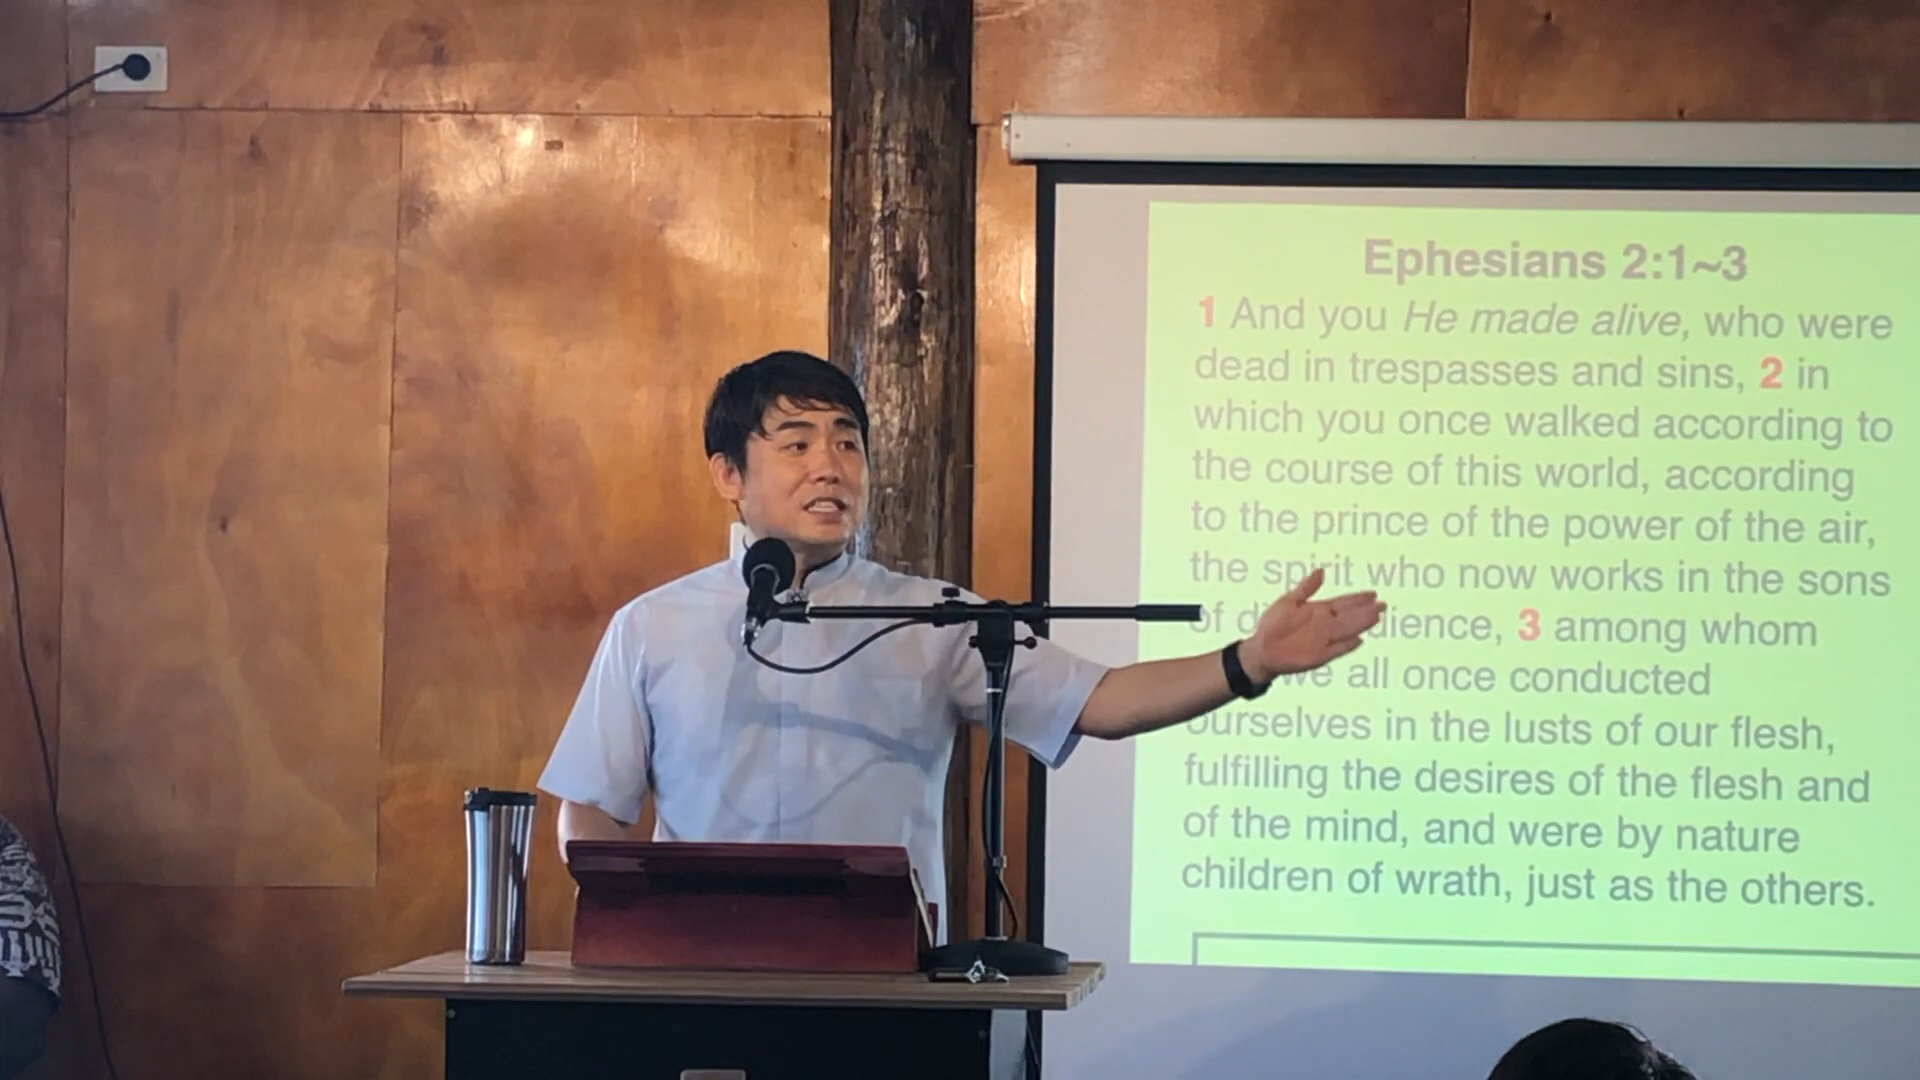 Ephesians 2:1~3
1 And you He made alive, who were
dead in trespasses and sins, 2 in
which you once walked according to
the course of this world, according
to the prince of the power of the air,
the spirit who now works in the sons
of dience, 3 among whom
we all once conducted
ourselves in the lusts of our flesh,
fulfilling the desires of the flesh and
of the mind, and were by nature
children of wrath, just as the others.